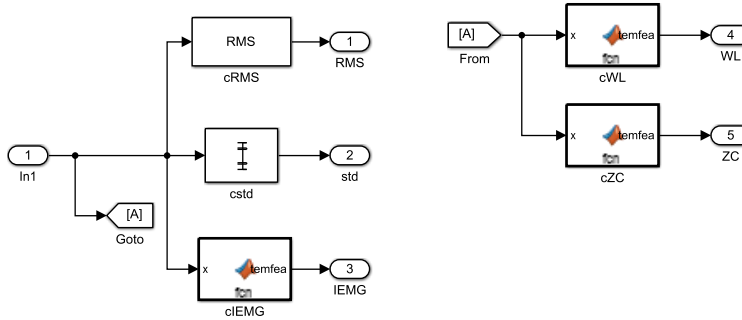 RMS
1
cRMS
RMS
1
In1
cstd
2
std
[A]
Goto
x
temfea
fcn
3
cIEMG
IEMG
[A]
From
x
temfea
fcn
4
cWL
WL
x
temfea
fcn
5
cZC
ZC